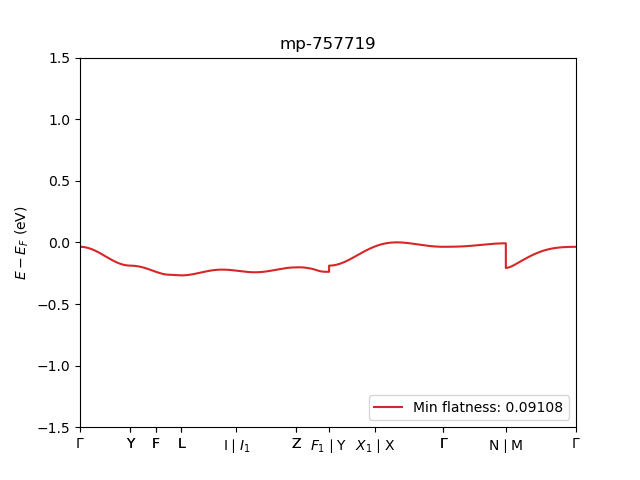 mp-757719
E − E_F (eV)
1.5
1.0
0.5
0.0
−0.5
−1.0
−1.5
Min flatness: 0.09108
Γ Y F L I | I₁ Z F₁ | Y X₁ | X Γ N | M Γ